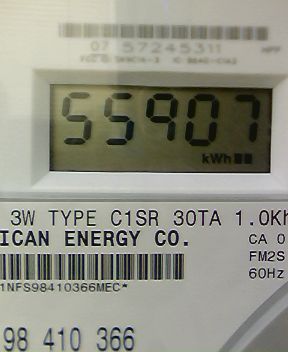 07 57245311
55907
kWh
3W TYPE C1SR 30TA 1.0Kh
ICAN ENERGY CO.
CA 0
FM2S
1NFS98410366MEC*
60Hz
98 410 366